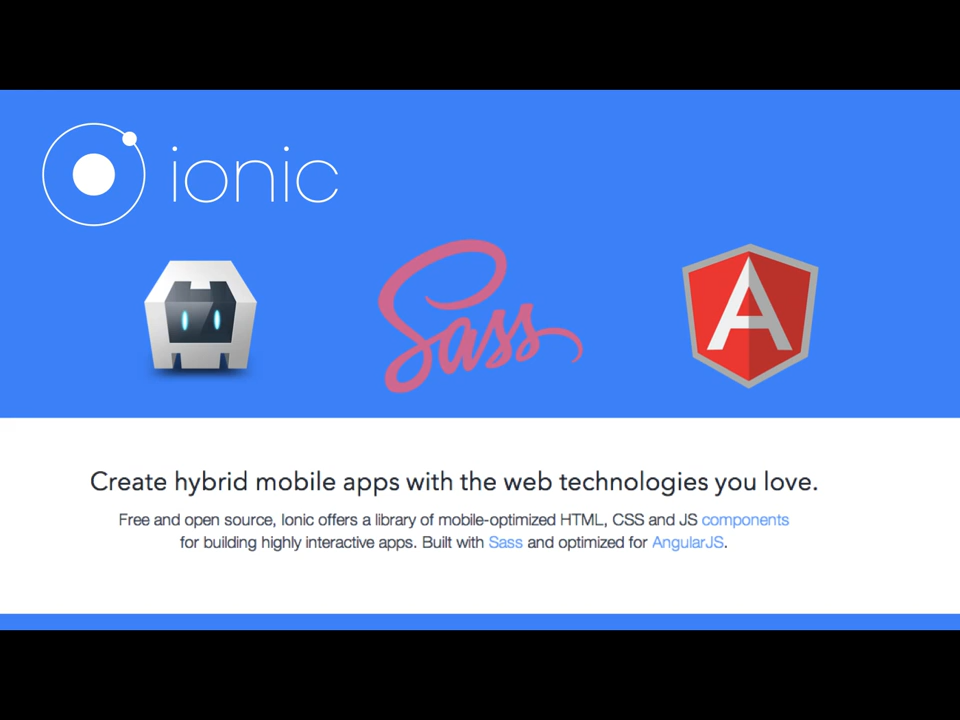 ionic
Sass
A
Create hybrid mobile apps with the web technologies you love.
Free and open source, Ionic offers a library of mobile-optimized HTML, CSS and JS components
for building highly interactive apps. Built with Sass and optimized for AngularJS.